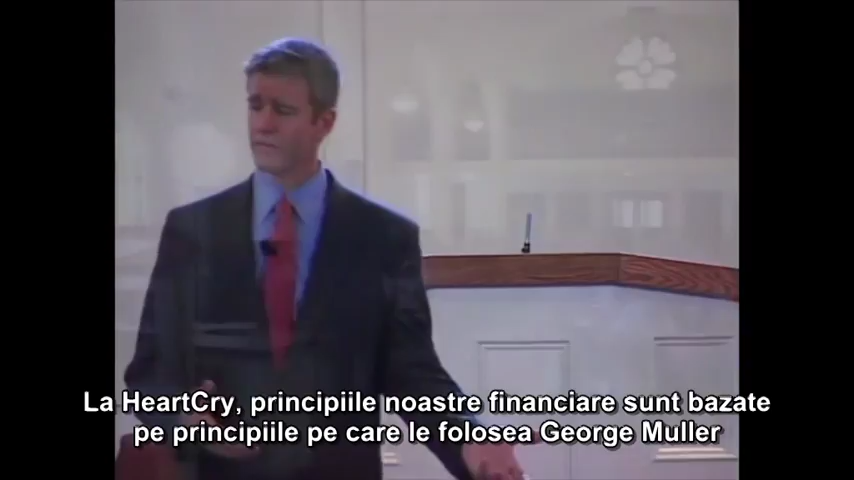 La HeartCry, principiile noastre financiare sunt bazate
pe principiile pe care le folosea George Muller